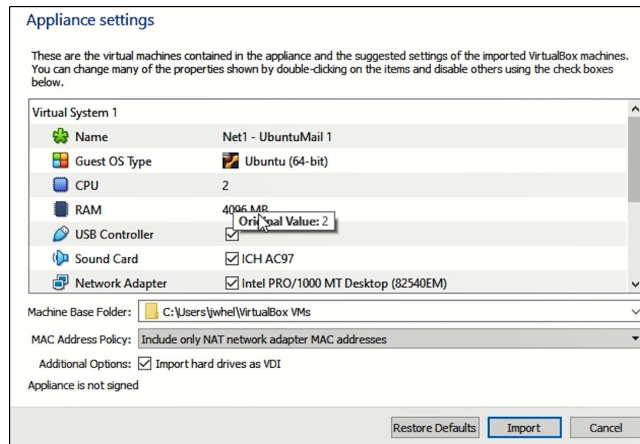 Appliance settings
These are the virtual machines contained in the appliance and the suggested settings of the imported VirtualBox machines.
You can change many of the properties shown by double-clicking on the items and disable others using the check boxes
below.
Virtual System 1
Name Net1 - UbuntuMail 1
Guest OS Type Ubuntu (64-bit)
CPU 2
RAM 4096 MB
Original Value: 2
USB Controller
Sound Card ICH AC97
Network Adapter Intel PRO/1000 MT Desktop (82540EM)
Machine Base Folder: C:\Users\jwhel\VirtualBox VMs
MAC Address Policy: Include only NAT network adapter MAC addresses
Additional Options: Import hard drives as VDI
Appliance is not signed
Restore Defaults Import Cancel